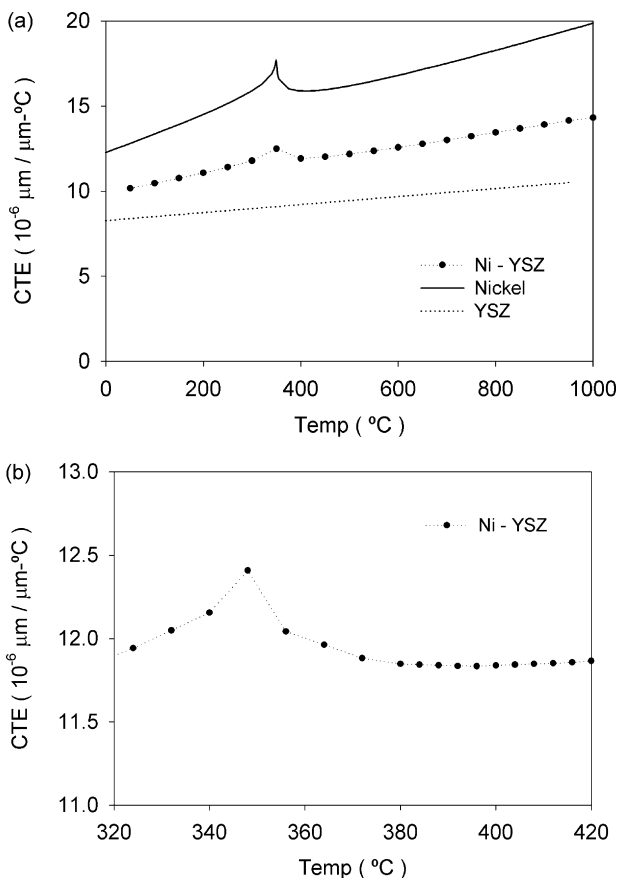 (a)
20
15
10
5
0
CTE ( 10⁻⁶ μm / μm-ºC )
Ni - YSZ
Nickel
YSZ
0 200 400 600 800 1000
Temp ( ºC )
(b)
13.0
12.5
12.0
11.5
11.0
CTE ( 10⁻⁶ μm / μm-ºC )
Ni - YSZ
320 340 360 380 400 420
Temp ( ºC )